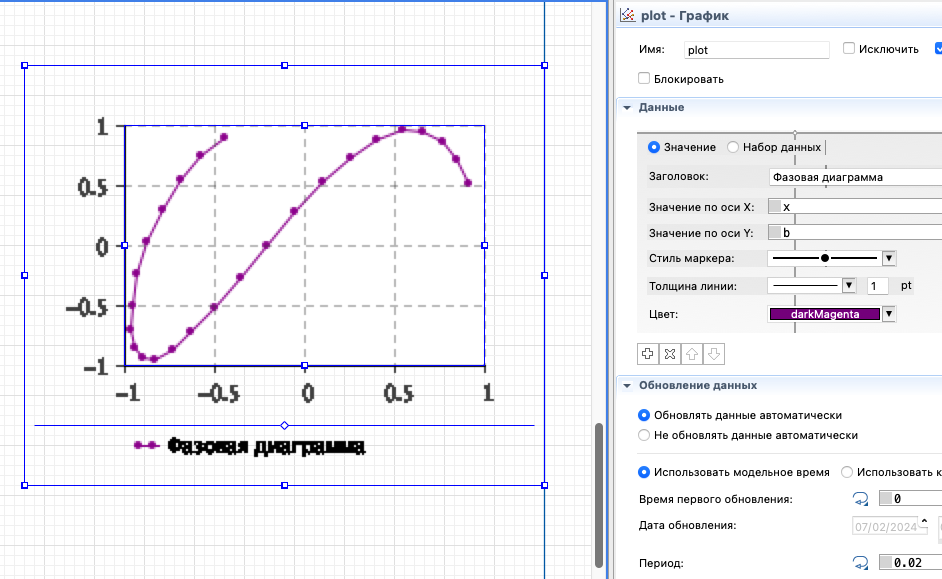 1
0.5
0
−0.5
−1
−1 −0.5 0 0.5 1
Фазовая диаграмма
plot - График
Имя: plot Исключить
Блокировать
Данные
Значение Набор данных
Заголовок: Фазовая диаграмма
Значение по оси X: x
Значение по оси Y: b
Стиль маркера:
Толщина линии: 1 pt
Цвет: darkMagenta
Обновление данных
Обновлять данные автоматически
Не обновлять данные автоматически
Использовать модельное время Использовать к
Время первого обновления: 0
Дата обновления: 07/02/2024
Период: 0.02